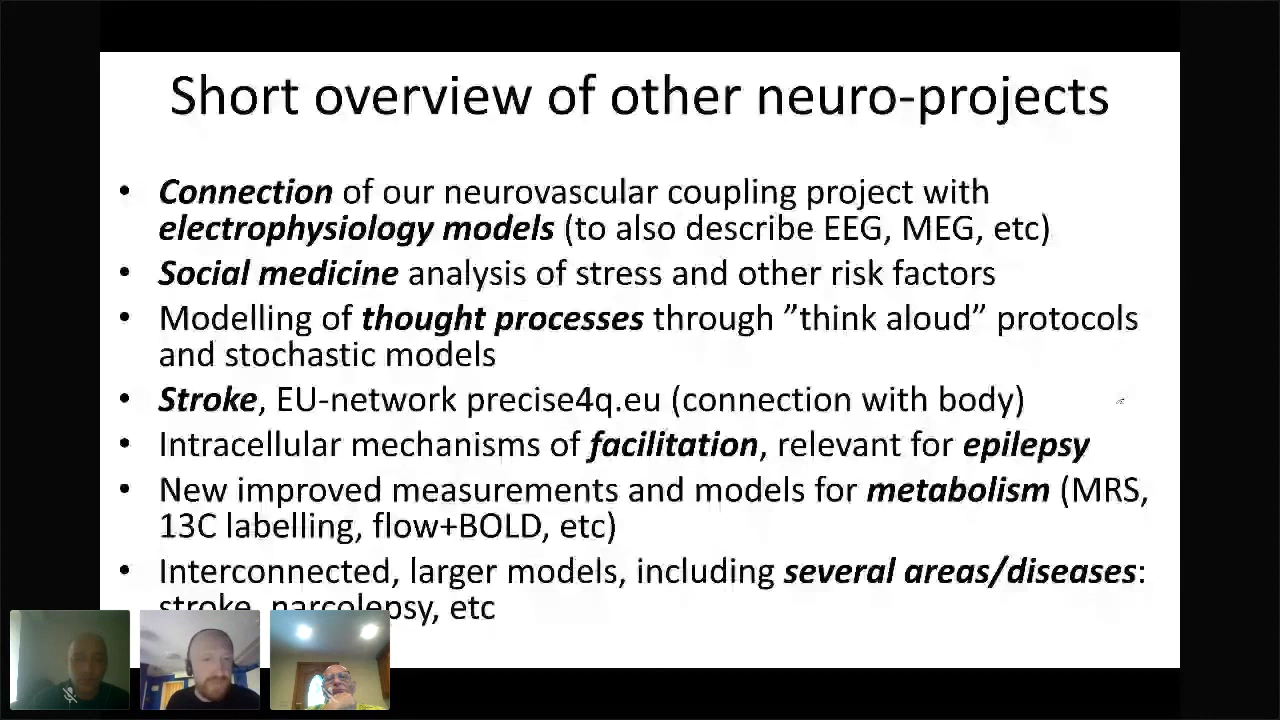 Short overview of other neuro-projects
• Connection of our neurovascular coupling project with
electrophysiology models (to also describe EEG, MEG, etc)
• Social medicine analysis of stress and other risk factors
• Modelling of thought processes through ”think aloud” protocols
and stochastic models
• Stroke, EU-network precise4q.eu (connection with body)
• Intracellular mechanisms of facilitation, relevant for epilepsy
• New improved measurements and models for metabolism (MRS,
13C labelling, flow+BOLD, etc)
• Interconnected, larger models, including several areas/diseases:
stroke, narcolepsy, etc